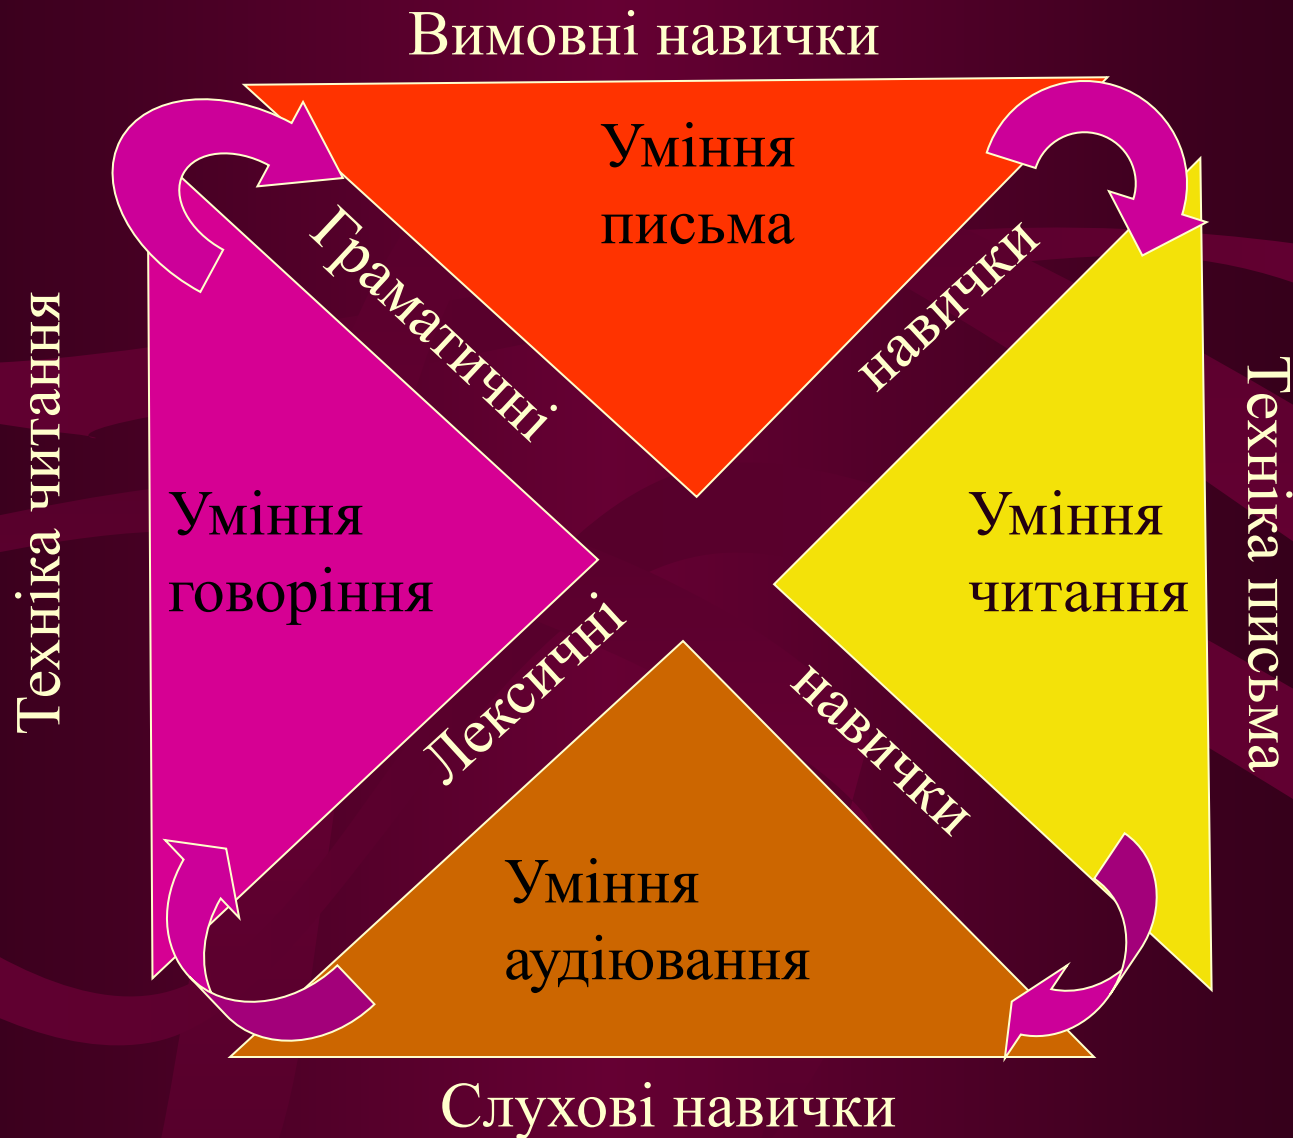 Вимовні навички
Уміння
письма
Граматичні
навички
Техніка читання
Уміння
говоріння
Уміння
читання
Техніка письма
Лексичні
навички
Уміння
аудіювання
Слухові навички